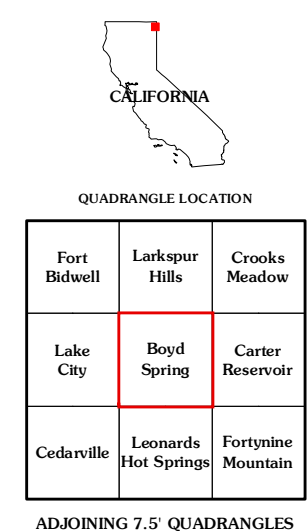 CALIFORNIA
QUADRANGLE LOCATION
Fort
Bidwell
Larkspur
Hills
Crooks
Meadow
Lake
City
Boyd
Spring
Carter
Reservoir
Cedarville
Leonards
Hot Springs
Fortynine
Mountain
ADJOINING 7.5' QUADRANGLES